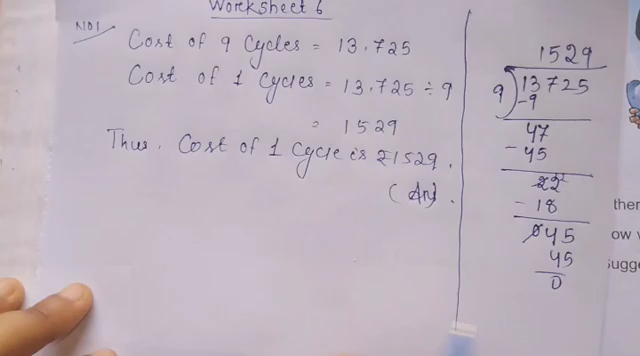 Worksheet 6
NO1
Cost of 9 Cycles = 13.725
Cost of 1 Cycles = 13.725 ÷ 9
= 1529
Thus, Cost of 1 Cycle is ₹1529.
(Ans).
1529
9)13725
-9
47
-45
22
-18
045
45
0
ther
ow
sugge